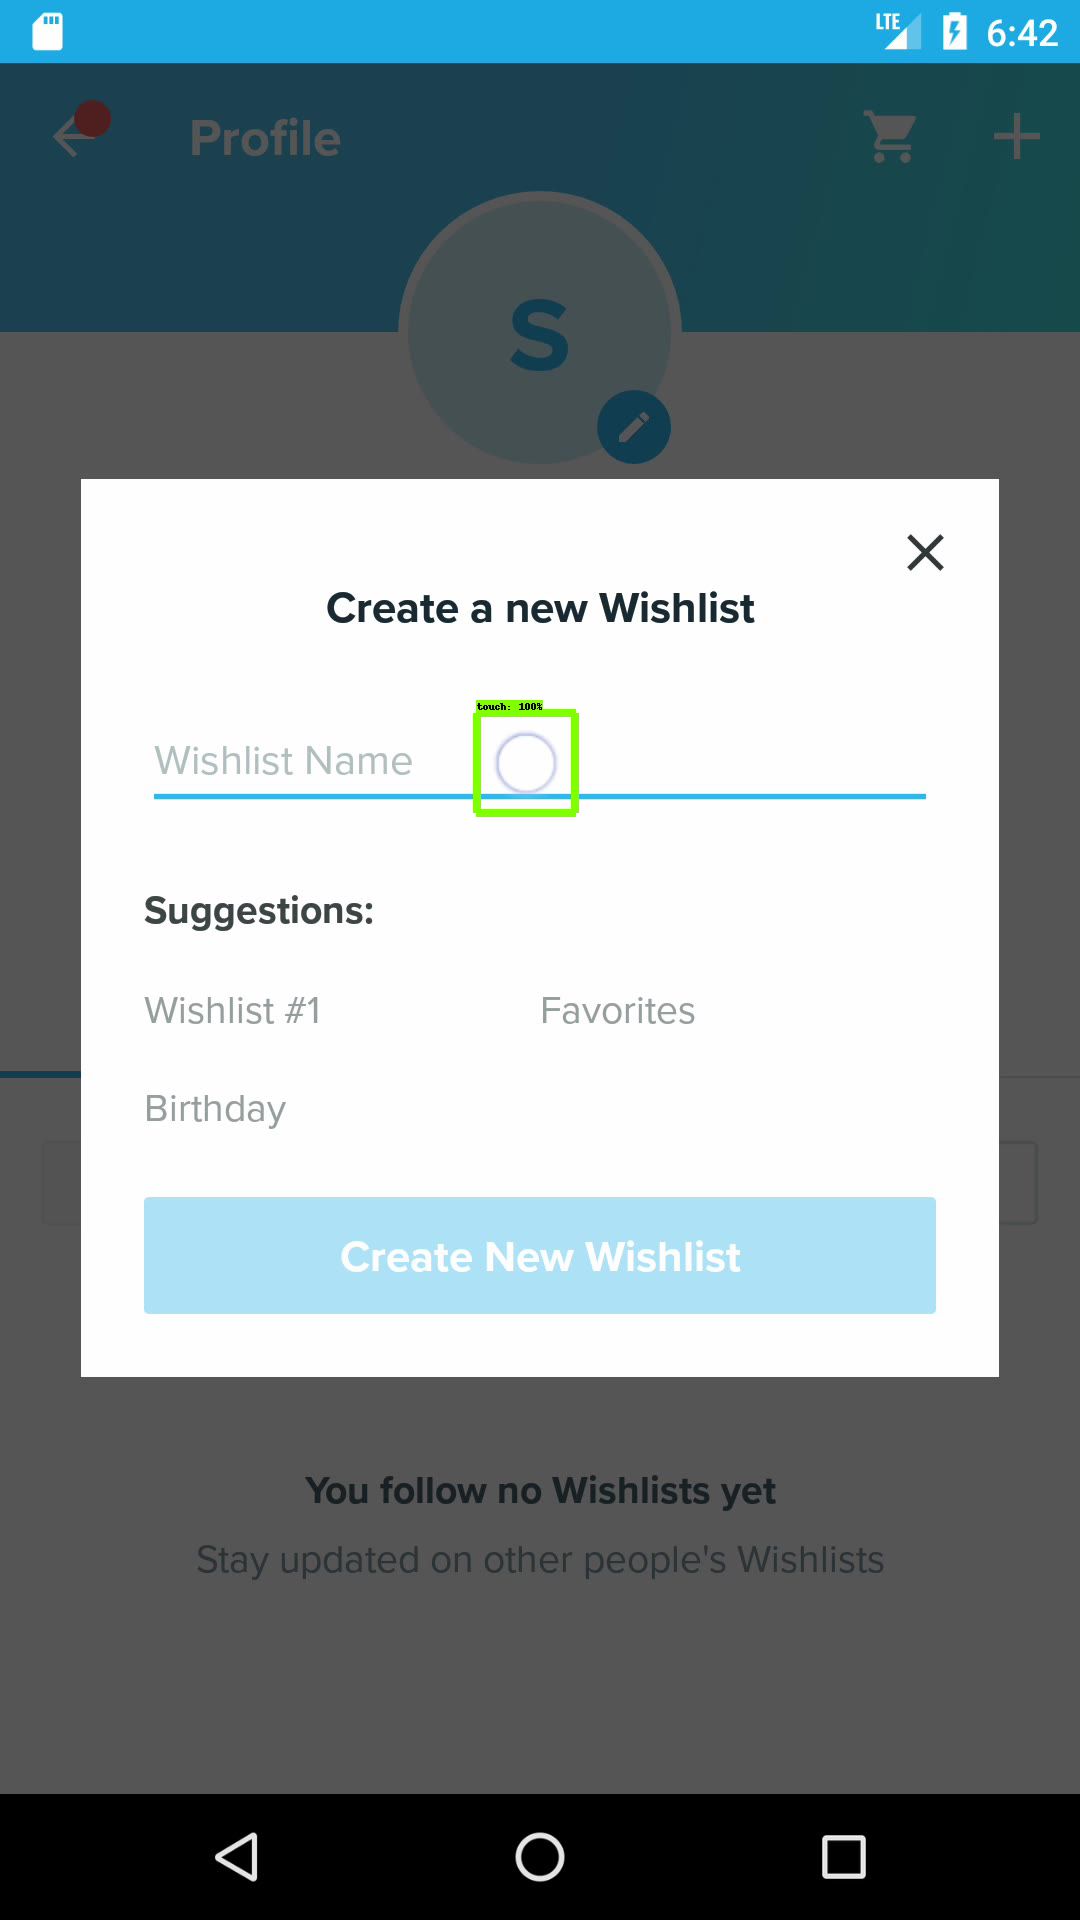 LTE 6:42
Profile
S
Create a new Wishlist
touch: 100%
Wishlist Name
Suggestions:
Wishlist #1 Favorites
Birthday
Create New Wishlist
You follow no Wishlists yet
Stay updated on other people's Wishlists